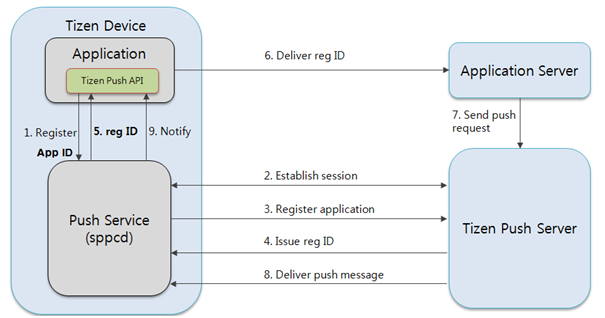 Tizen Device
Application
Tizen Push API
6. Deliver reg ID
Application Server
1. Register
App ID
5. reg ID
9. Notify
7. Send push
request
2. Establish session
3. Register application
4. Issue reg ID
8. Deliver push message
Push Service
(sppcd)
Tizen Push Server